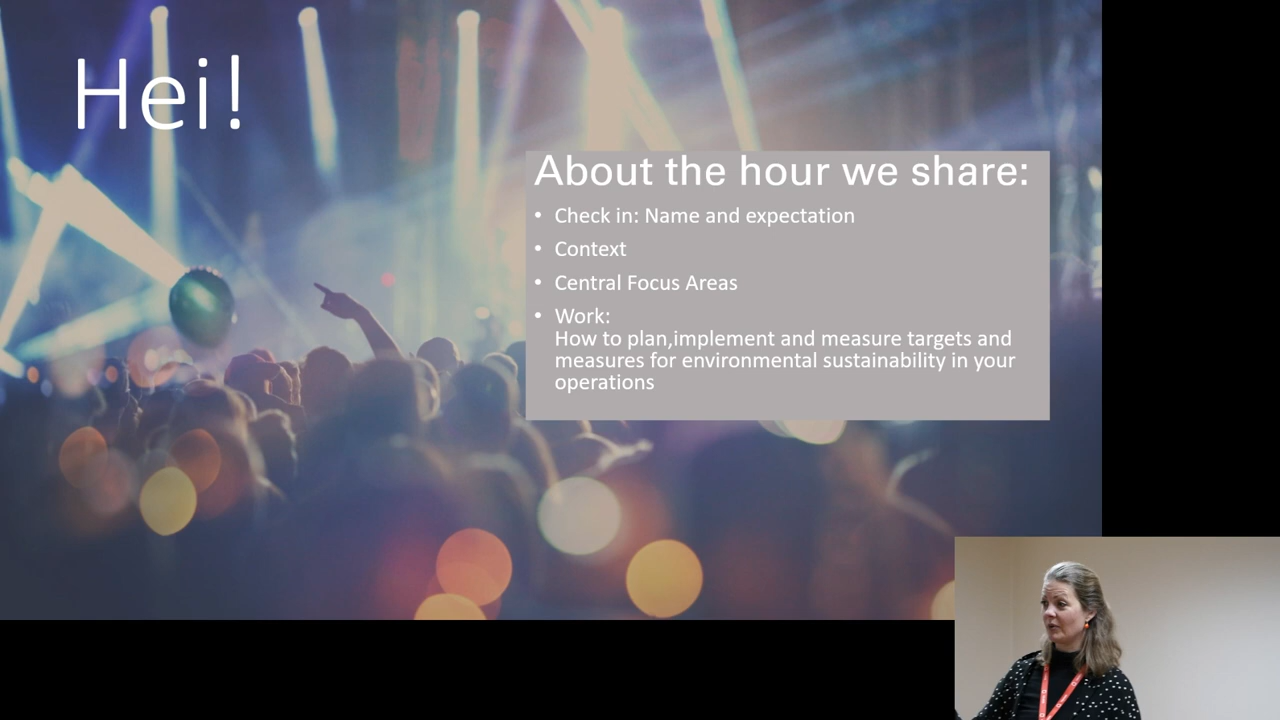 Hei!
About the hour we share:
• Check in: Name and expectation
• Context
• Central Focus Areas
• Work:
How to plan,implement and measure targets and
measures for environmental sustainability in your
operations